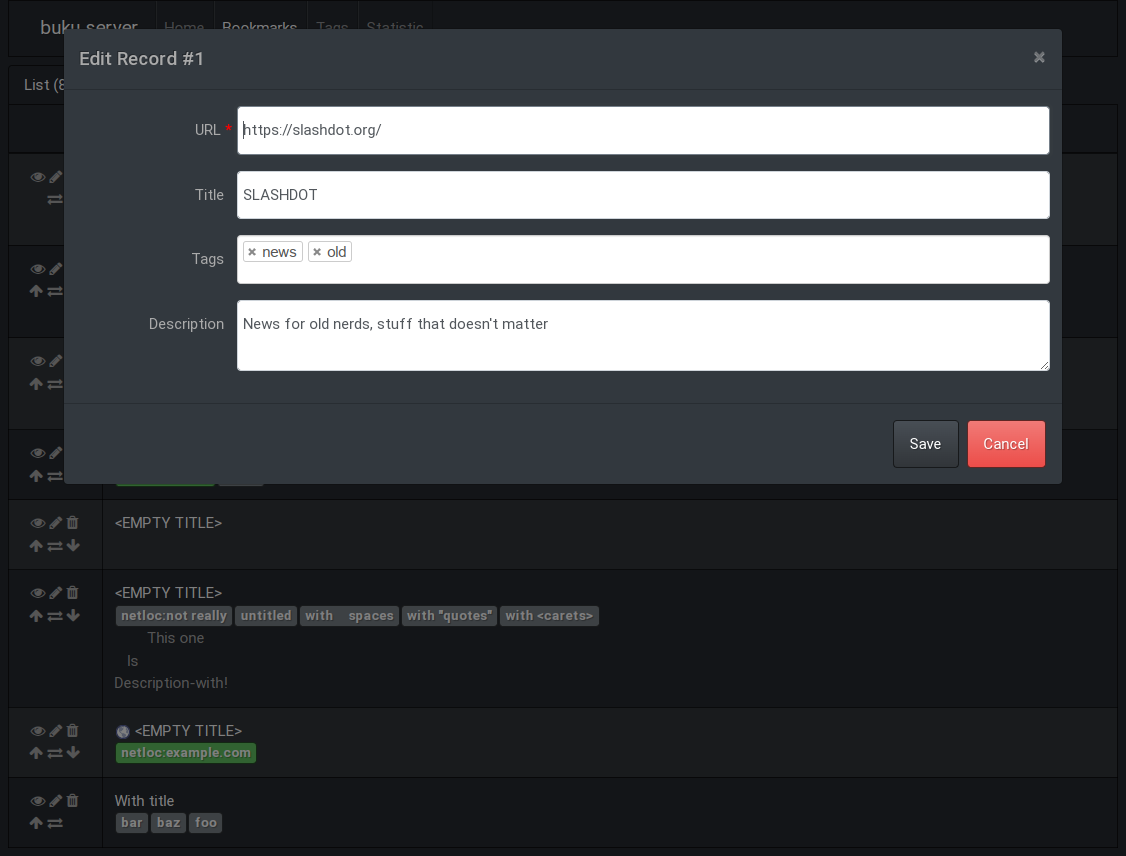 buku server Home Bookmarks Tags Statistic
List (8
Edit Record #1 ×
URL * https://slashdot.org/
Title SLASHDOT
Tags × news × old
Description News for old nerds, stuff that doesn't matter
Save Cancel
<EMPTY TITLE>
<EMPTY TITLE>
netloc:not really untitled with    spaces with "quotes" with <carets>
This one
Is
Description-with!
<EMPTY TITLE>
netloc:example.com
With title
bar baz foo